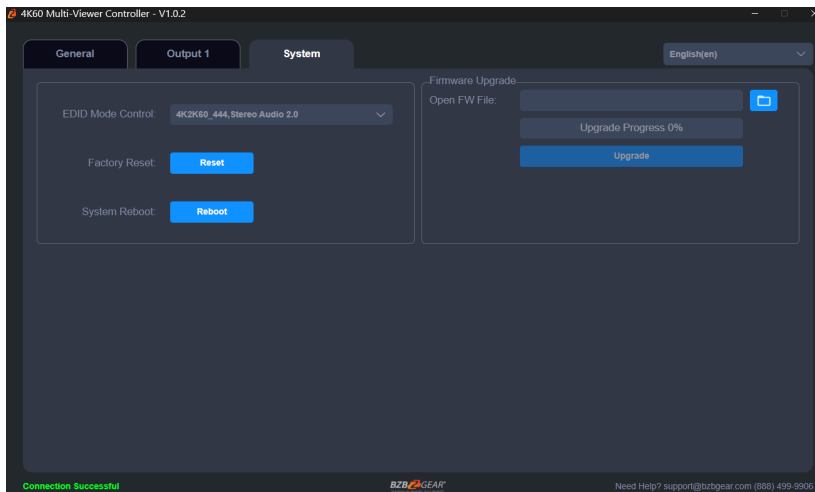 4K60 Multi-Viewer Controller - V1.0.2
General
Output 1
System
English(en)
EDID Mode Control:
4K2K60_444,Stereo Audio 2.0
Factory Reset:
Reset
System Reboot:
Reboot
Firmware Upgrade
Open FW File:
Upgrade Progress 0%
Upgrade
Connection Successful
BZBGEAR
Need Help? support@bzbgear.com (888) 499-9906